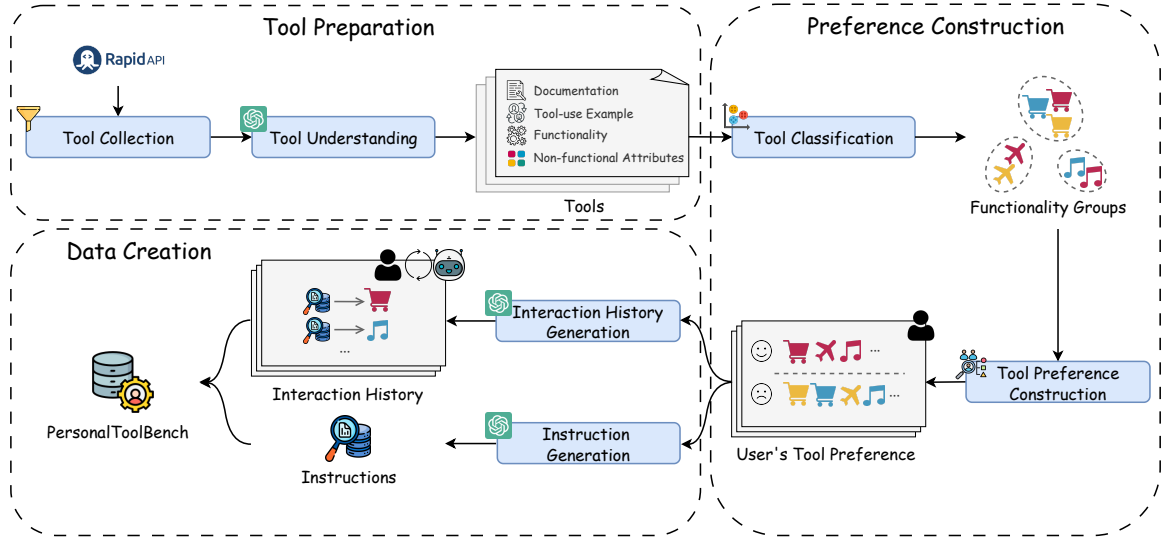 Tool Preparation
RapidAPI
Tool Collection
Tool Understanding
Documentation
Tool-use Example
Functionality
Non-functional Attributes
Tools
Preference Construction
Tool Classification
Functionality Groups
Tool Preference
Construction
User's Tool Preference
...
...
Data Creation
Interaction History
Generation
Instruction
Generation
...
Interaction History
Instructions
PersonalToolBench